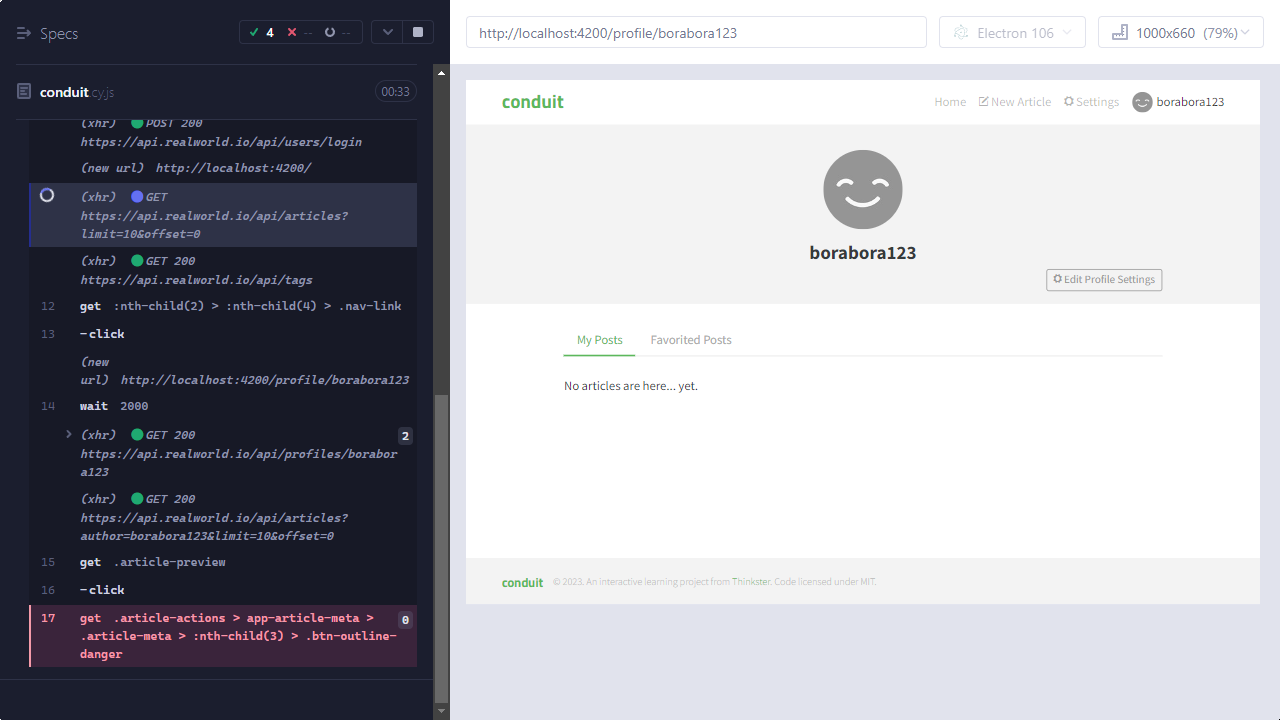 Specs
4
--
--
conduit.cy.js
00:33
(xhr) POST 200
https://api.realworld.io/api/users/login
(new url) http://localhost:4200/
(xhr) GET
https://api.realworld.io/api/articles?
limit=10&offset=0
(xhr) GET 200
https://api.realworld.io/api/tags
12 get :nth-child(2) > :nth-child(4) > .nav-link
13 -click
(new
url) http://localhost:4200/profile/borabora123
14 wait 2000
(xhr) GET 200 2
https://api.realworld.io/api/profiles/borabor
a123
(xhr) GET 200
https://api.realworld.io/api/articles?
author=borabora123&limit=10&offset=0
15 get .article-preview
16 -click
17 get .article-actions > app-article-meta > 0
.article-meta > :nth-child(3) > .btn-outline-
danger
http://localhost:4200/profile/borabora123
Electron 106
1000x660 (79%)
conduit
Home
New Article
Settings
borabora123
borabora123
Edit Profile Settings
My Posts
Favorited Posts
No articles are here... yet.
conduit © 2023. An interactive learning project from Thinkster. Code licensed under MIT.